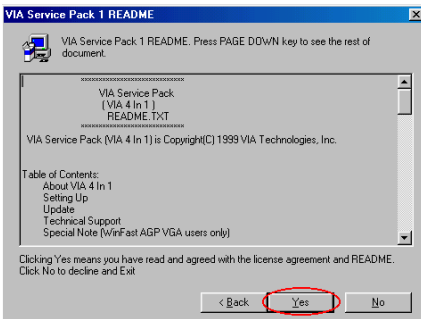 VIA Service Pack 1 README
VIA Service Pack 1 README. Press PAGE DOWN key to see the rest of
document.
****************************
VIA Service Pack
( VIA 4 In 1 )
README.TXT
****************************
VIA Service Pack (VIA 4 In 1) is Copyright(C) 1999 VIA Technologies, Inc.
Table of Contents:
About VIA 4 In 1
Setting Up
Update
Technical Support
Special Note (WinFast AGP VGA users only)
Clicking Yes means you have read and agreed with the license agreement and README.
Click No to decline and Exit
< Back
Yes
No